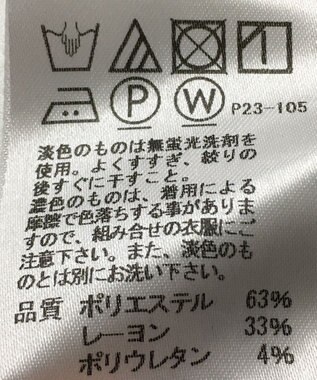 P
W
P23-105
淡色のものは無蛍光洗剤を
使用。よくすすぎ、絞りの
後すぐに干すこと。
濃色のものは、着用による
摩擦で色落ちする事がありま
すので、組み合せの衣服にご
注意下さい。また、淡色のも
のとは別にお洗い下さい。
品質 ポリエステル 63%
レーヨン 33%
ポリウレタン 4%